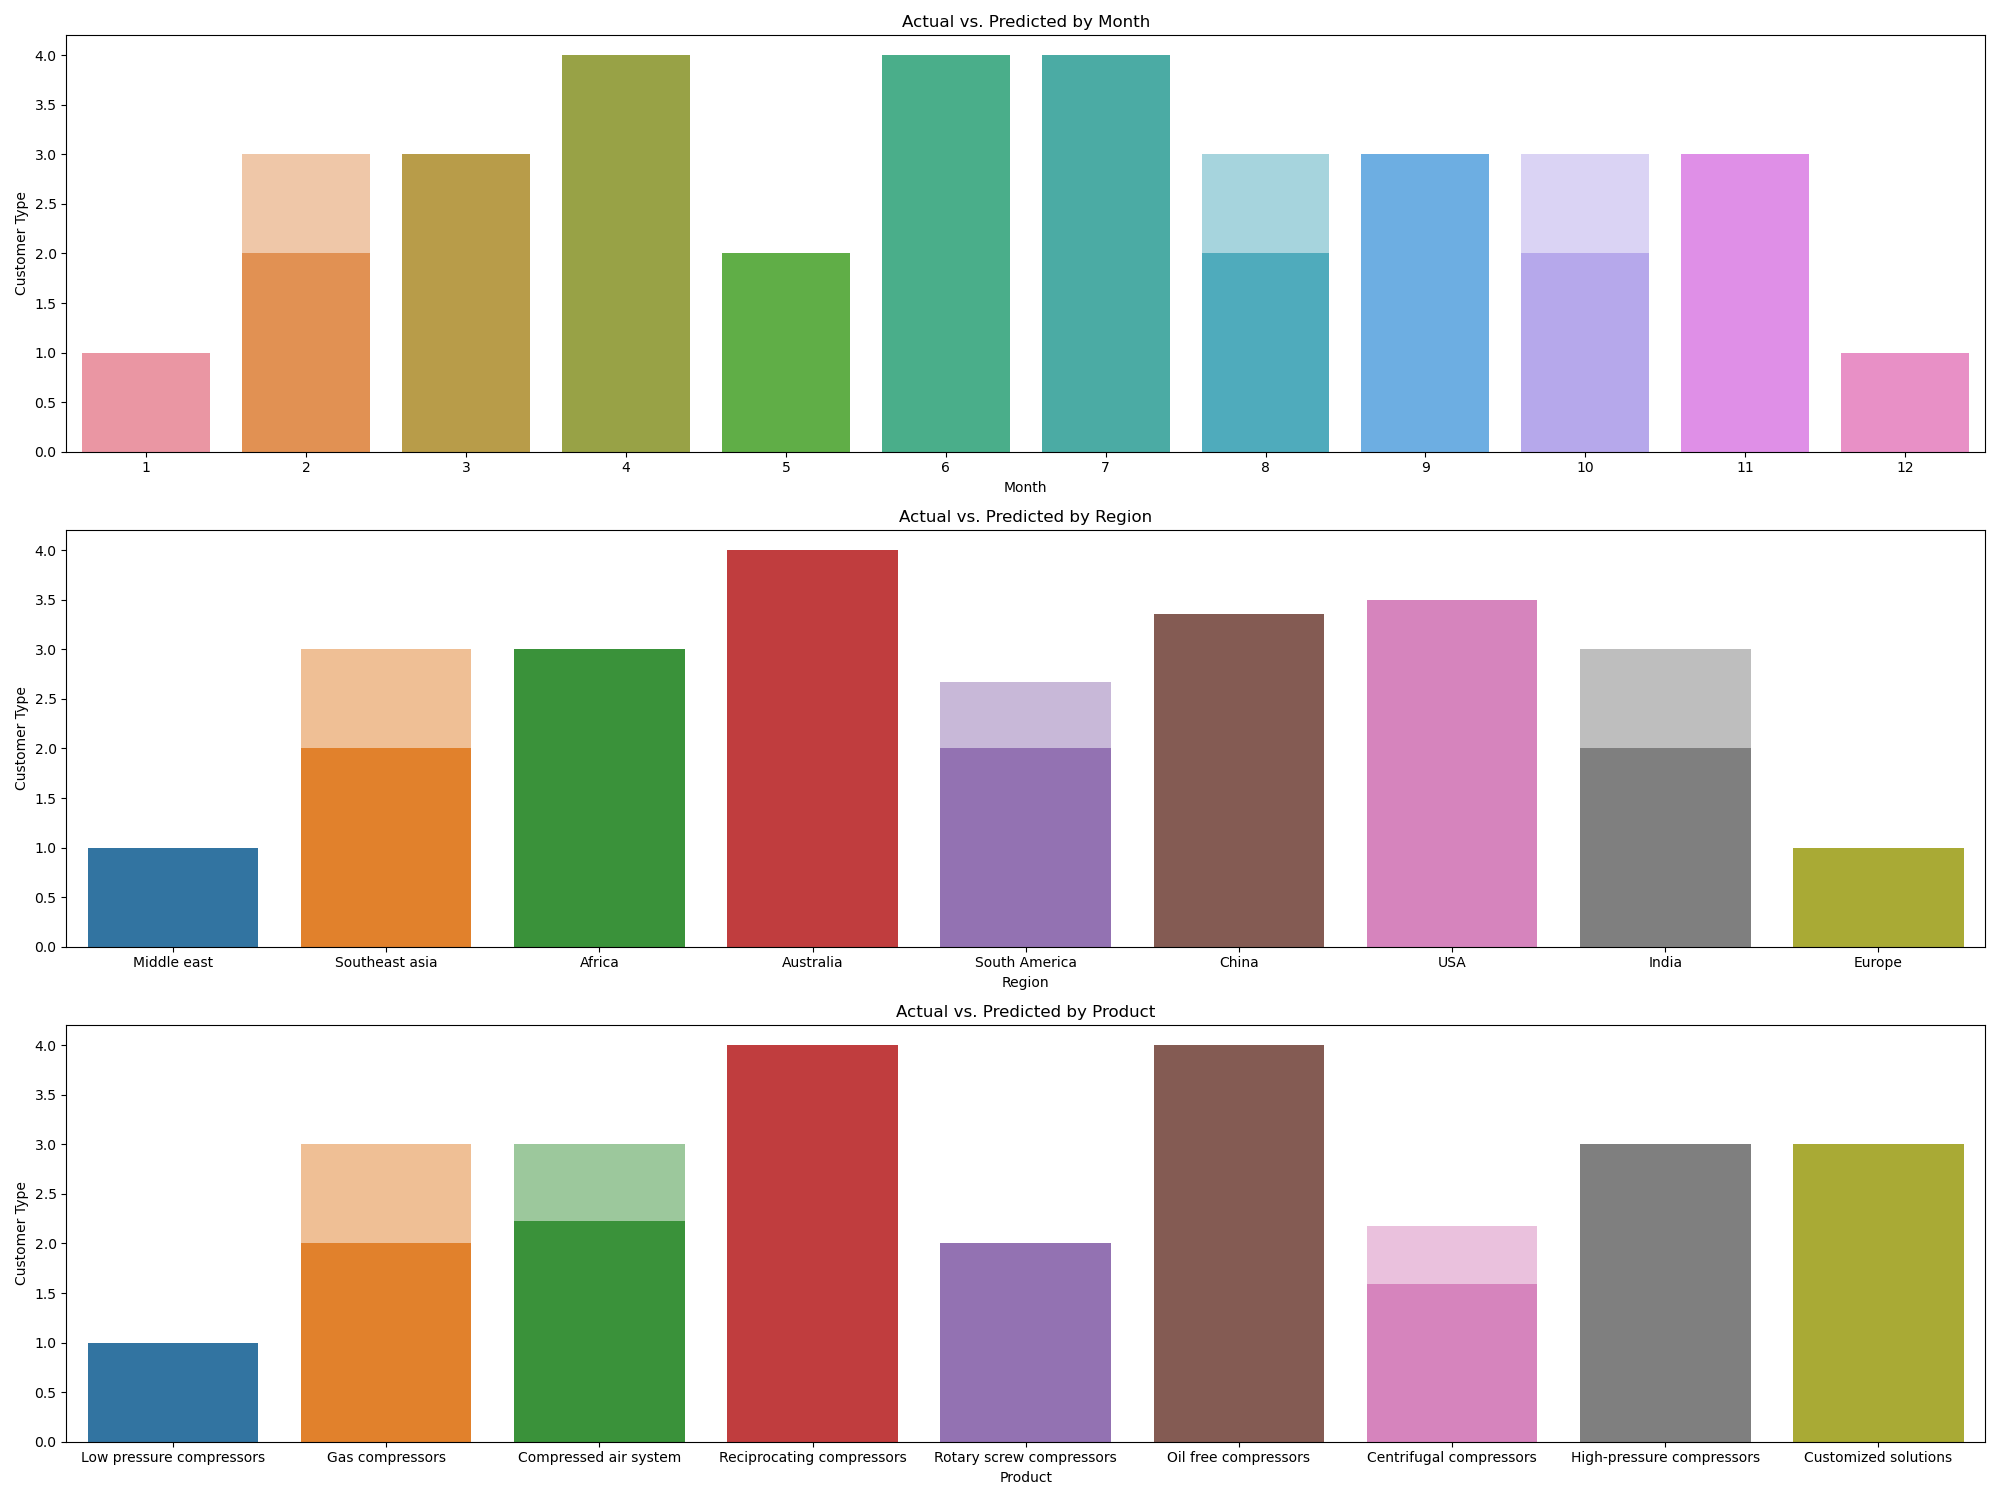 Actual vs. Predicted by Month
4.0
3.5
3.0
2.5
2.0
1.5
1.0
0.5
0.0
Customer Type
1 2 3 4 5 6 7 8 9 10 11 12
Month
Actual vs. Predicted by Region
4.0
3.5
3.0
2.5
2.0
1.5
1.0
0.5
0.0
Customer Type
Middle east Southeast asia Africa Australia South America China USA India Europe
Region
Actual vs. Predicted by Product
4.0
3.5
3.0
2.5
2.0
1.5
1.0
0.5
0.0
Customer Type
Low pressure compressors Gas compressors Compressed air system Reciprocating compressors Rotary screw compressors Oil free compressors Centrifugal compressors High-pressure compressors Customized solutions
Product